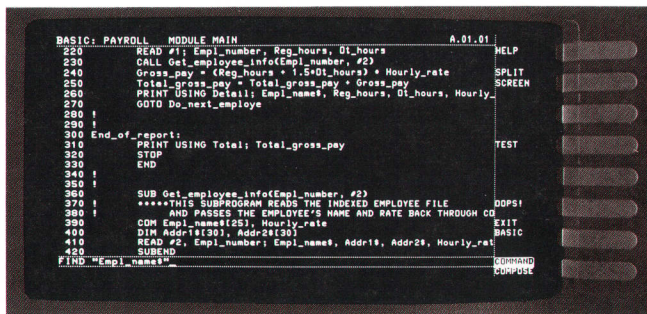 BASIC: PAYROLL MODULE MAIN A.01.01
220 READ #1; Empl_number, Reg_hours, Ot_hours HELP
230 CALL Get_employee_info(Empl_number, #2)
240 Gross_pay = (Reg_hours + 1.5*Ot_hours) * Hourly_rate SPLIT
250 Total_gross_pay = Total_gross_pay + Gross_pay SCREEN
260 PRINT USING Detail; Empl_name$, Reg_hours, Ot_hours, Hourly_
270 GOTO Do_next_employe
280 !
290 !
300 End_of_report:
310 PRINT USING Total; Total_gross_pay TEST
320 STOP
330 END
340 !
350 !
360 SUB Get_employee_info(Empl_number, #2)
370 ! *****THIS SUBPROGRAM READS THE INDEXED EMPLOYEE FILE OOPS!
380 ! AND PASSES THE EMPLOYEE'S NAME AND RATE BACK THROUGH CO
390 COM Empl_name$[25], Hourly_rate EXIT
400 DIM Addr1$[30], Addr2$[30] BASIC
410 READ #2, Empl_number; Empl_name$, Addr1$, Addr2$, Hourly_rat
420 SUBEND
FIND "Empl_name$"_ COMMAND
COMPOSE